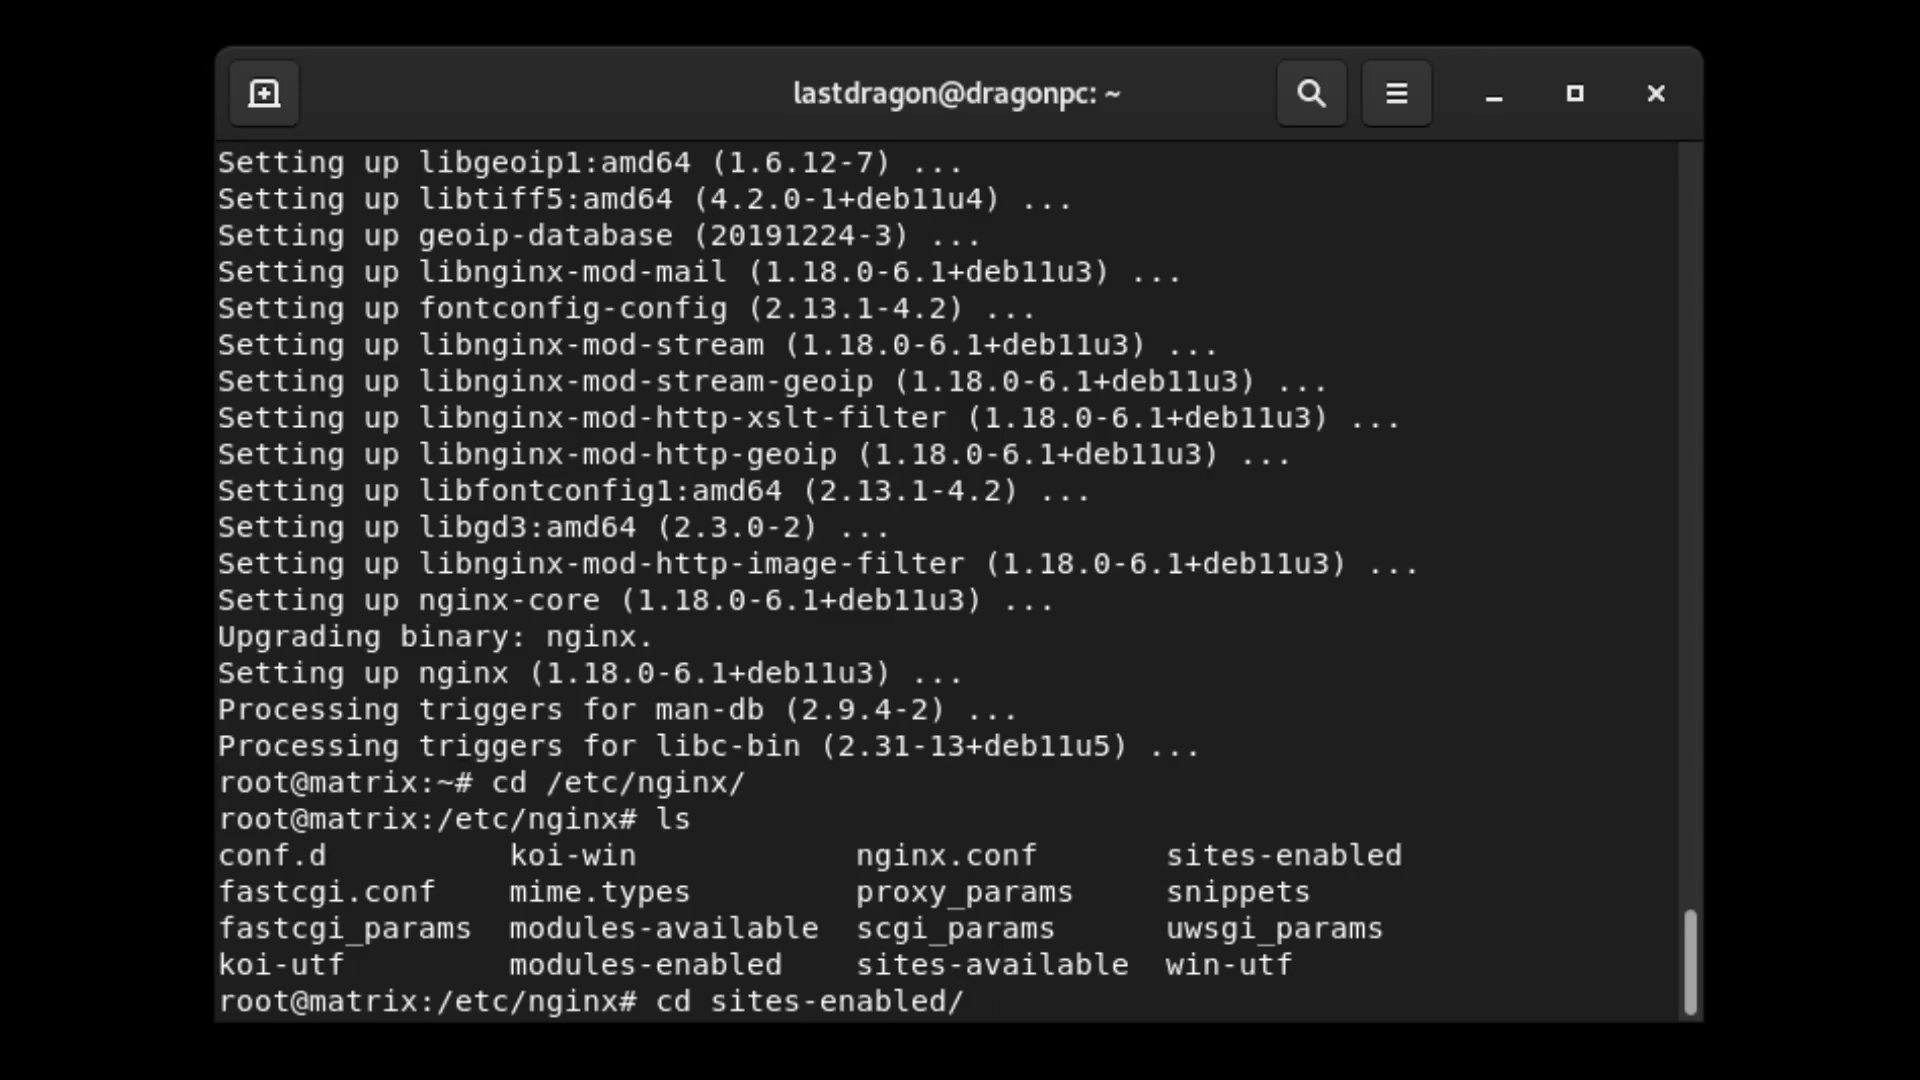 lastdragon@dragonpc: ~
Setting up libgeoip1:amd64 (1.6.12-7) ...
Setting up libtiff5:amd64 (4.2.0-1+deb11u4) ...
Setting up geoip-database (20191224-3) ...
Setting up libnginx-mod-mail (1.18.0-6.1+deb11u3) ...
Setting up fontconfig-config (2.13.1-4.2) ...
Setting up libnginx-mod-stream (1.18.0-6.1+deb11u3) ...
Setting up libnginx-mod-stream-geoip (1.18.0-6.1+deb11u3) ...
Setting up libnginx-mod-http-xslt-filter (1.18.0-6.1+deb11u3) ...
Setting up libnginx-mod-http-geoip (1.18.0-6.1+deb11u3) ...
Setting up libfontconfig1:amd64 (2.13.1-4.2) ...
Setting up libgd3:amd64 (2.3.0-2) ...
Setting up libnginx-mod-http-image-filter (1.18.0-6.1+deb11u3) ...
Setting up nginx-core (1.18.0-6.1+deb11u3) ...
Upgrading binary: nginx.
Setting up nginx (1.18.0-6.1+deb11u3) ...
Processing triggers for man-db (2.9.4-2) ...
Processing triggers for libc-bin (2.31-13+deb11u5) ...
root@matrix:~# cd /etc/nginx/
root@matrix:/etc/nginx# ls
conf.d          koi-win            nginx.conf       sites-enabled
fastcgi.conf    mime.types         proxy_params     snippets
fastcgi_params  modules-available  scgi_params      uwsgi_params
koi-utf         modules-enabled    sites-available  win-utf
root@matrix:/etc/nginx# cd sites-enabled/